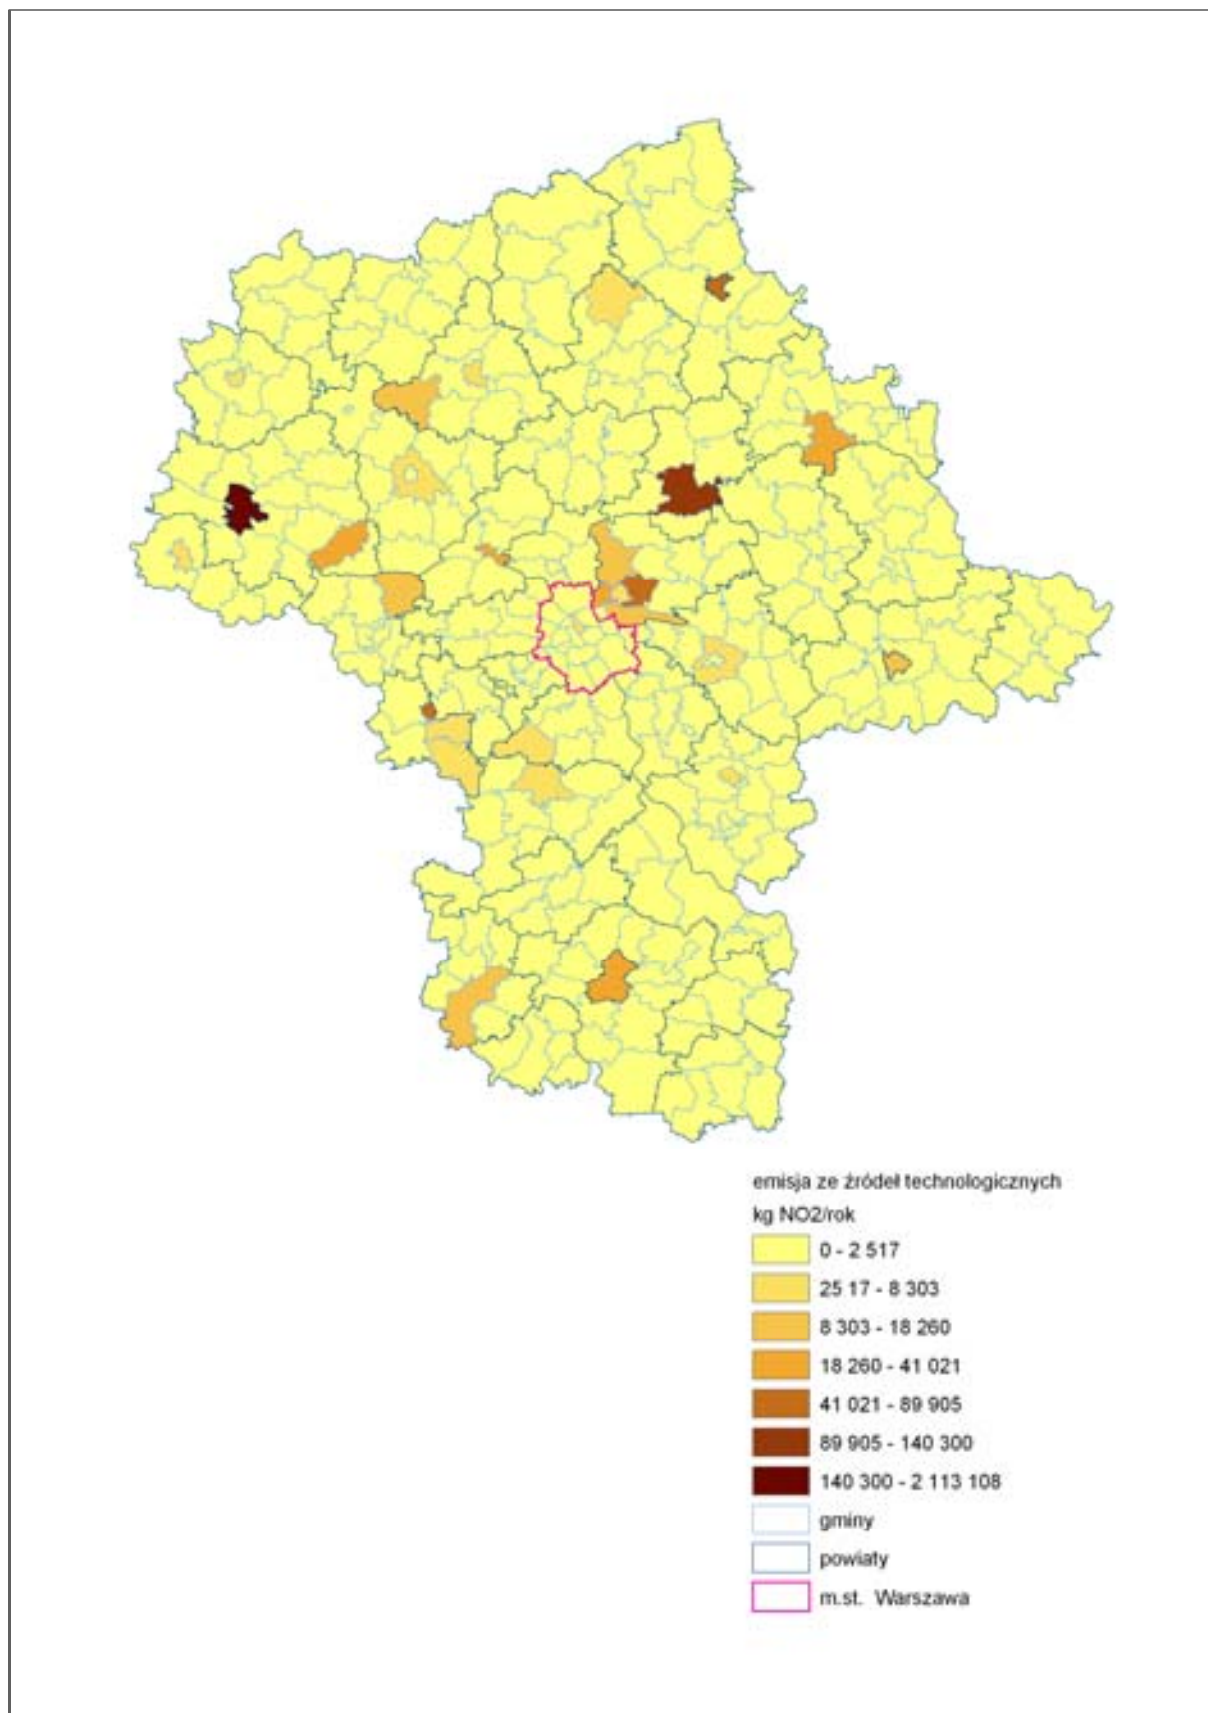 emisja ze źródeł technologicznych
kg NO2/rok
0 - 2 517
25 17 - 8 303
8 303 - 18 260
18 260 - 41 021
41 021 - 89 905
89 905 - 140 300
140 300 - 2 113 108
gminy
powiaty
m.st. Warszawa